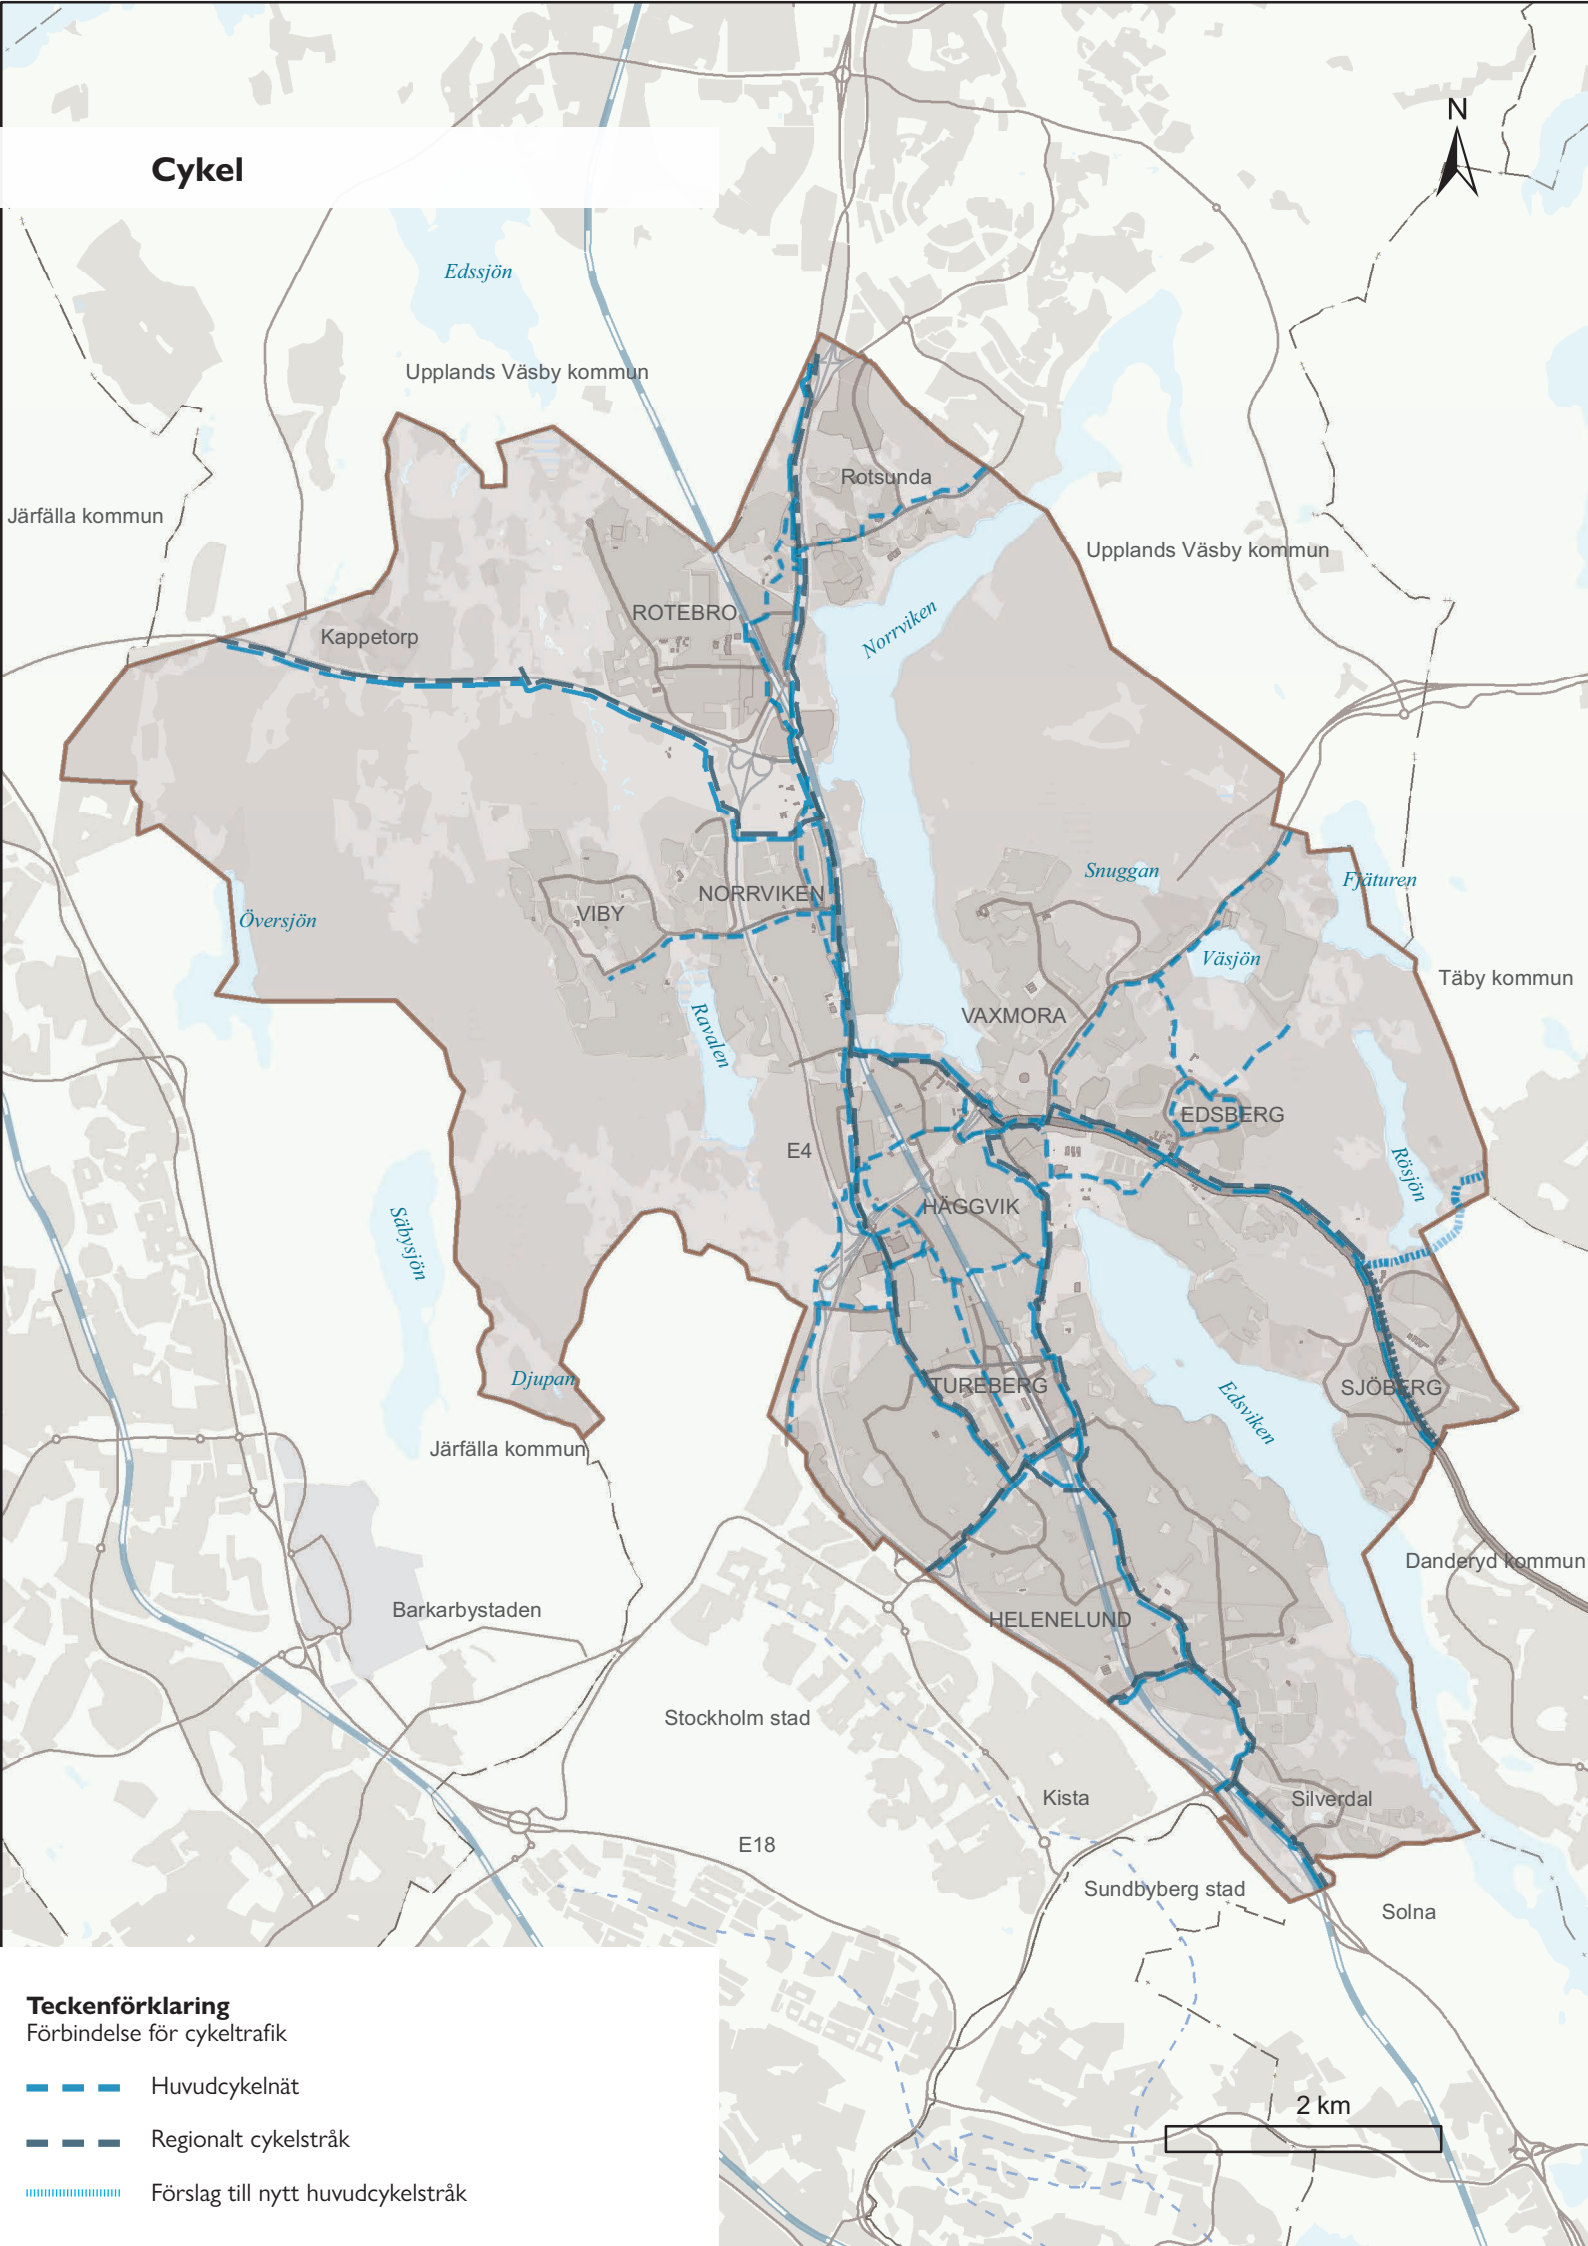 N
Cykel
Edssjön
Upplands Väsby kommun
Rotsunda
Järfälla kommun
Upplands Väsby kommun
ROTEBRO
Norrviken
Kappetorp
Snuggan
Fjäturen
NORRVIKEN
VIBY
Översjön
Väsjön
Täby kommun
VAXMORA
Ravalen
EDSBERG
E4
Rösjön
HÄGGVIK
Säbysjön
Djupan
TUREBERG
SJÖBERG
Edsviken
Järfälla kommun
Danderyd kommun
Barkarbystaden
HELENELUND
Stockholm stad
Kista
Silverdal
E18
Sundbyberg stad
Solna
Teckenförklaring
Förbindelse för cykeltrafik
Huvudcykelnät
Regionalt cykelstråk
Förslag till nytt huvudcykelstråk
2 km